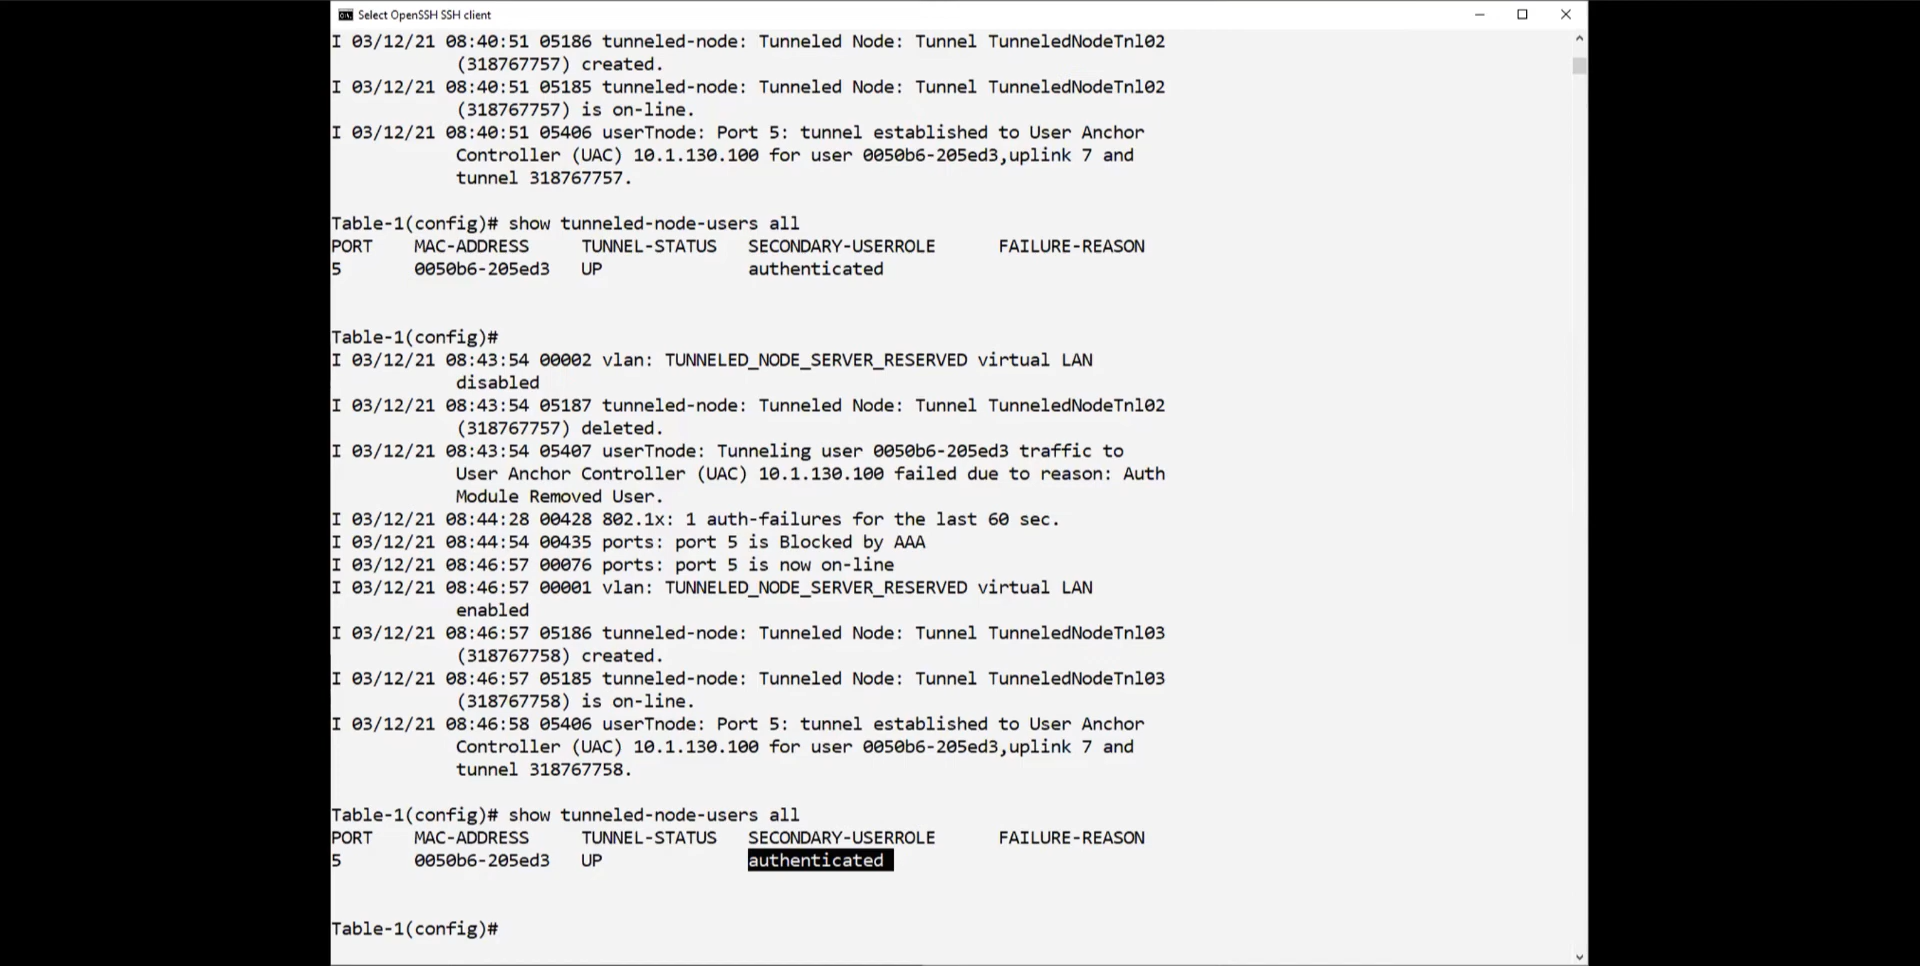 Select OpenSSH SSH client
I 03/12/21 08:40:51 05186 tunneled-node: Tunneled Node: Tunnel TunneledNodeTnl02
(318767757) created.
I 03/12/21 08:40:51 05185 tunneled-node: Tunneled Node: Tunnel TunneledNodeTnl02
(318767757) is on-line.
I 03/12/21 08:40:51 05406 userTnode: Port 5: tunnel established to User Anchor
Controller (UAC) 10.1.130.100 for user 0050b6-205ed3,uplink 7 and
tunnel 318767757.
Table-1(config)# show tunneled-node-users all
PORT MAC-ADDRESS TUNNEL-STATUS SECONDARY-USERROLE FAILURE-REASON
5 0050b6-205ed3 UP authenticated
Table-1(config)#
I 03/12/21 08:43:54 00002 vlan: TUNNELED_NODE_SERVER_RESERVED virtual LAN
disabled
I 03/12/21 08:43:54 05187 tunneled-node: Tunneled Node: Tunnel TunneledNodeTnl02
(318767757) deleted.
I 03/12/21 08:43:54 05407 userTnode: Tunneling user 0050b6-205ed3 traffic to
User Anchor Controller (UAC) 10.1.130.100 failed due to reason: Auth
Module Removed User.
I 03/12/21 08:44:28 00428 802.1x: 1 auth-failures for the last 60 sec.
I 03/12/21 08:44:54 00435 ports: port 5 is Blocked by AAA
I 03/12/21 08:46:57 00076 ports: port 5 is now on-line
I 03/12/21 08:46:57 00001 vlan: TUNNELED_NODE_SERVER_RESERVED virtual LAN
enabled
I 03/12/21 08:46:57 05186 tunneled-node: Tunneled Node: Tunnel TunneledNodeTnl03
(318767758) created.
I 03/12/21 08:46:57 05185 tunneled-node: Tunneled Node: Tunnel TunneledNodeTnl03
(318767758) is on-line.
I 03/12/21 08:46:58 05406 userTnode: Port 5: tunnel established to User Anchor
Controller (UAC) 10.1.130.100 for user 0050b6-205ed3,uplink 7 and
tunnel 318767758.
Table-1(config)# show tunneled-node-users all
PORT MAC-ADDRESS TUNNEL-STATUS SECONDARY-USERROLE FAILURE-REASON
5 0050b6-205ed3 UP authenticated
Table-1(config)#